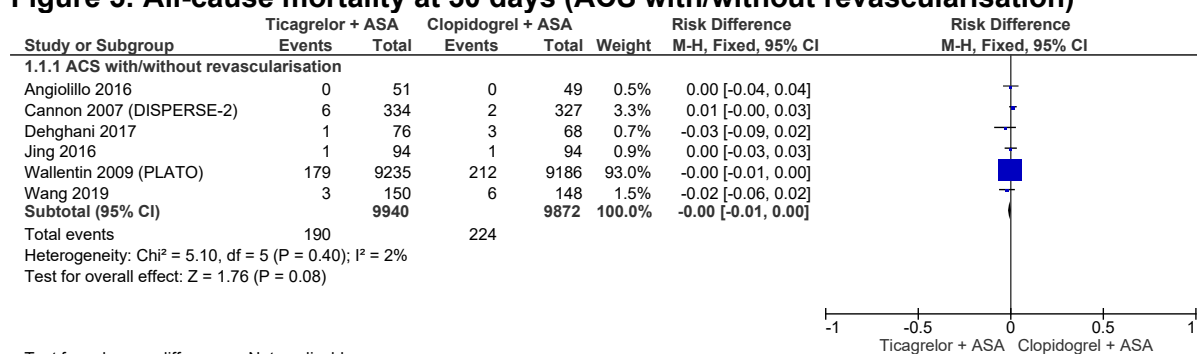 Figure 5: All-cause mortality at 30 days (ACS with/without revascularisation)
Ticagrelor + ASA Clopidogrel + ASA Risk Difference Risk Difference
Study or Subgroup Events Total Events Total Weight M-H, Fixed, 95% CI M-H, Fixed, 95% CI
1.1.1 ACS with/without revascularisation
Angiolillo 2016 0 51 0 49 0.5% 0.00 [-0.04, 0.04]
Cannon 2007 (DISPERSE-2) 6 334 2 327 3.3% 0.01 [-0.00, 0.03]
Dehghani 2017 1 76 3 68 0.7% -0.03 [-0.09, 0.02]
Jing 2016 1 94 1 94 0.9% 0.00 [-0.03, 0.03]
Wallentin 2009 (PLATO) 179 9235 212 9186 93.0% -0.00 [-0.01, 0.00]
Wang 2019 3 150 6 148 1.5% -0.02 [-0.06, 0.02]
Subtotal (95% CI) 9940 9872 100.0% -0.00 [-0.01, 0.00]
Total events 190 224
Heterogeneity: Chi² = 5.10, df = 5 (P = 0.40); I² = 2%
Test for overall effect: Z = 1.76 (P = 0.08)
-1 -0.5 0 0.5 1
Ticagrelor + ASA Clopidogrel + ASA